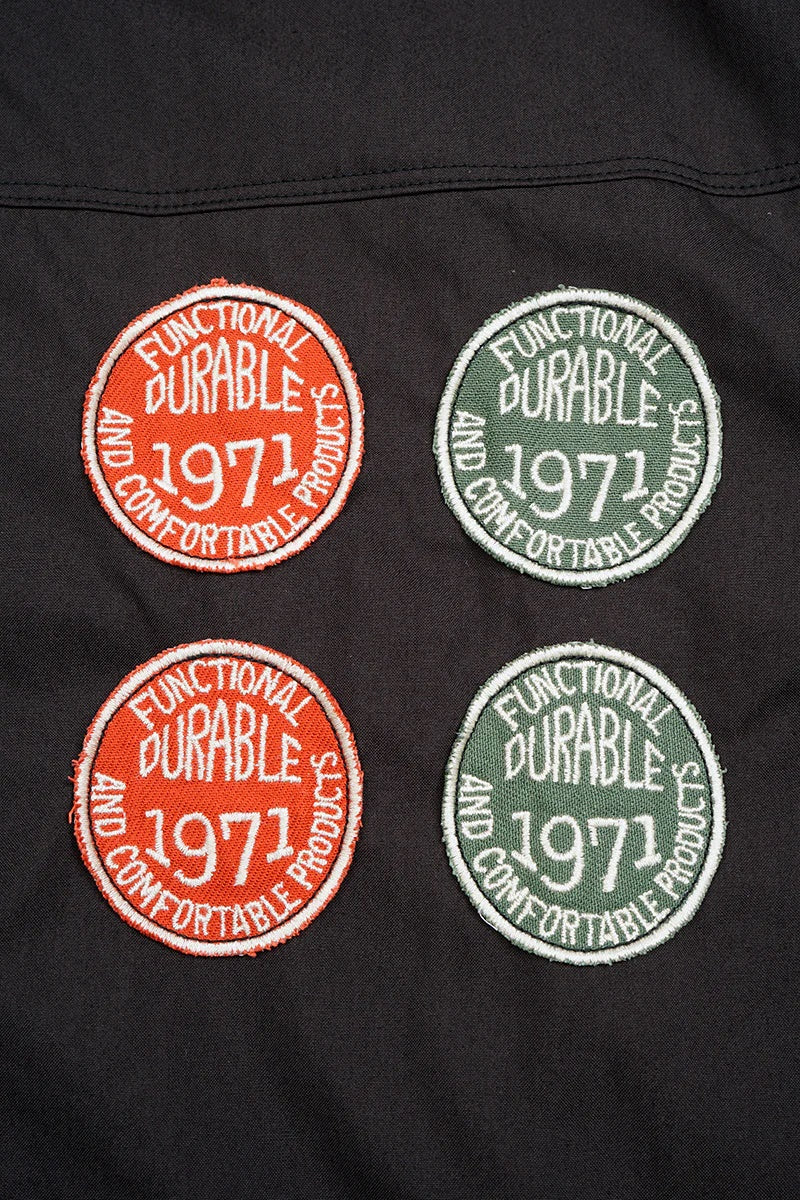 FUNCTIONAL
DURABLE
1971
AND COMFORTABLE PRODUCTS
FUNCTIONAL
DURABLE
1971
AND COMFORTABLE PRODUCTS
FUNCTIONAL
DURABLE
1971
AND COMFORTABLE PRODUCTS
FUNCTIONAL
DURABLE
1971
AND COMFORTABLE PRODUCTS